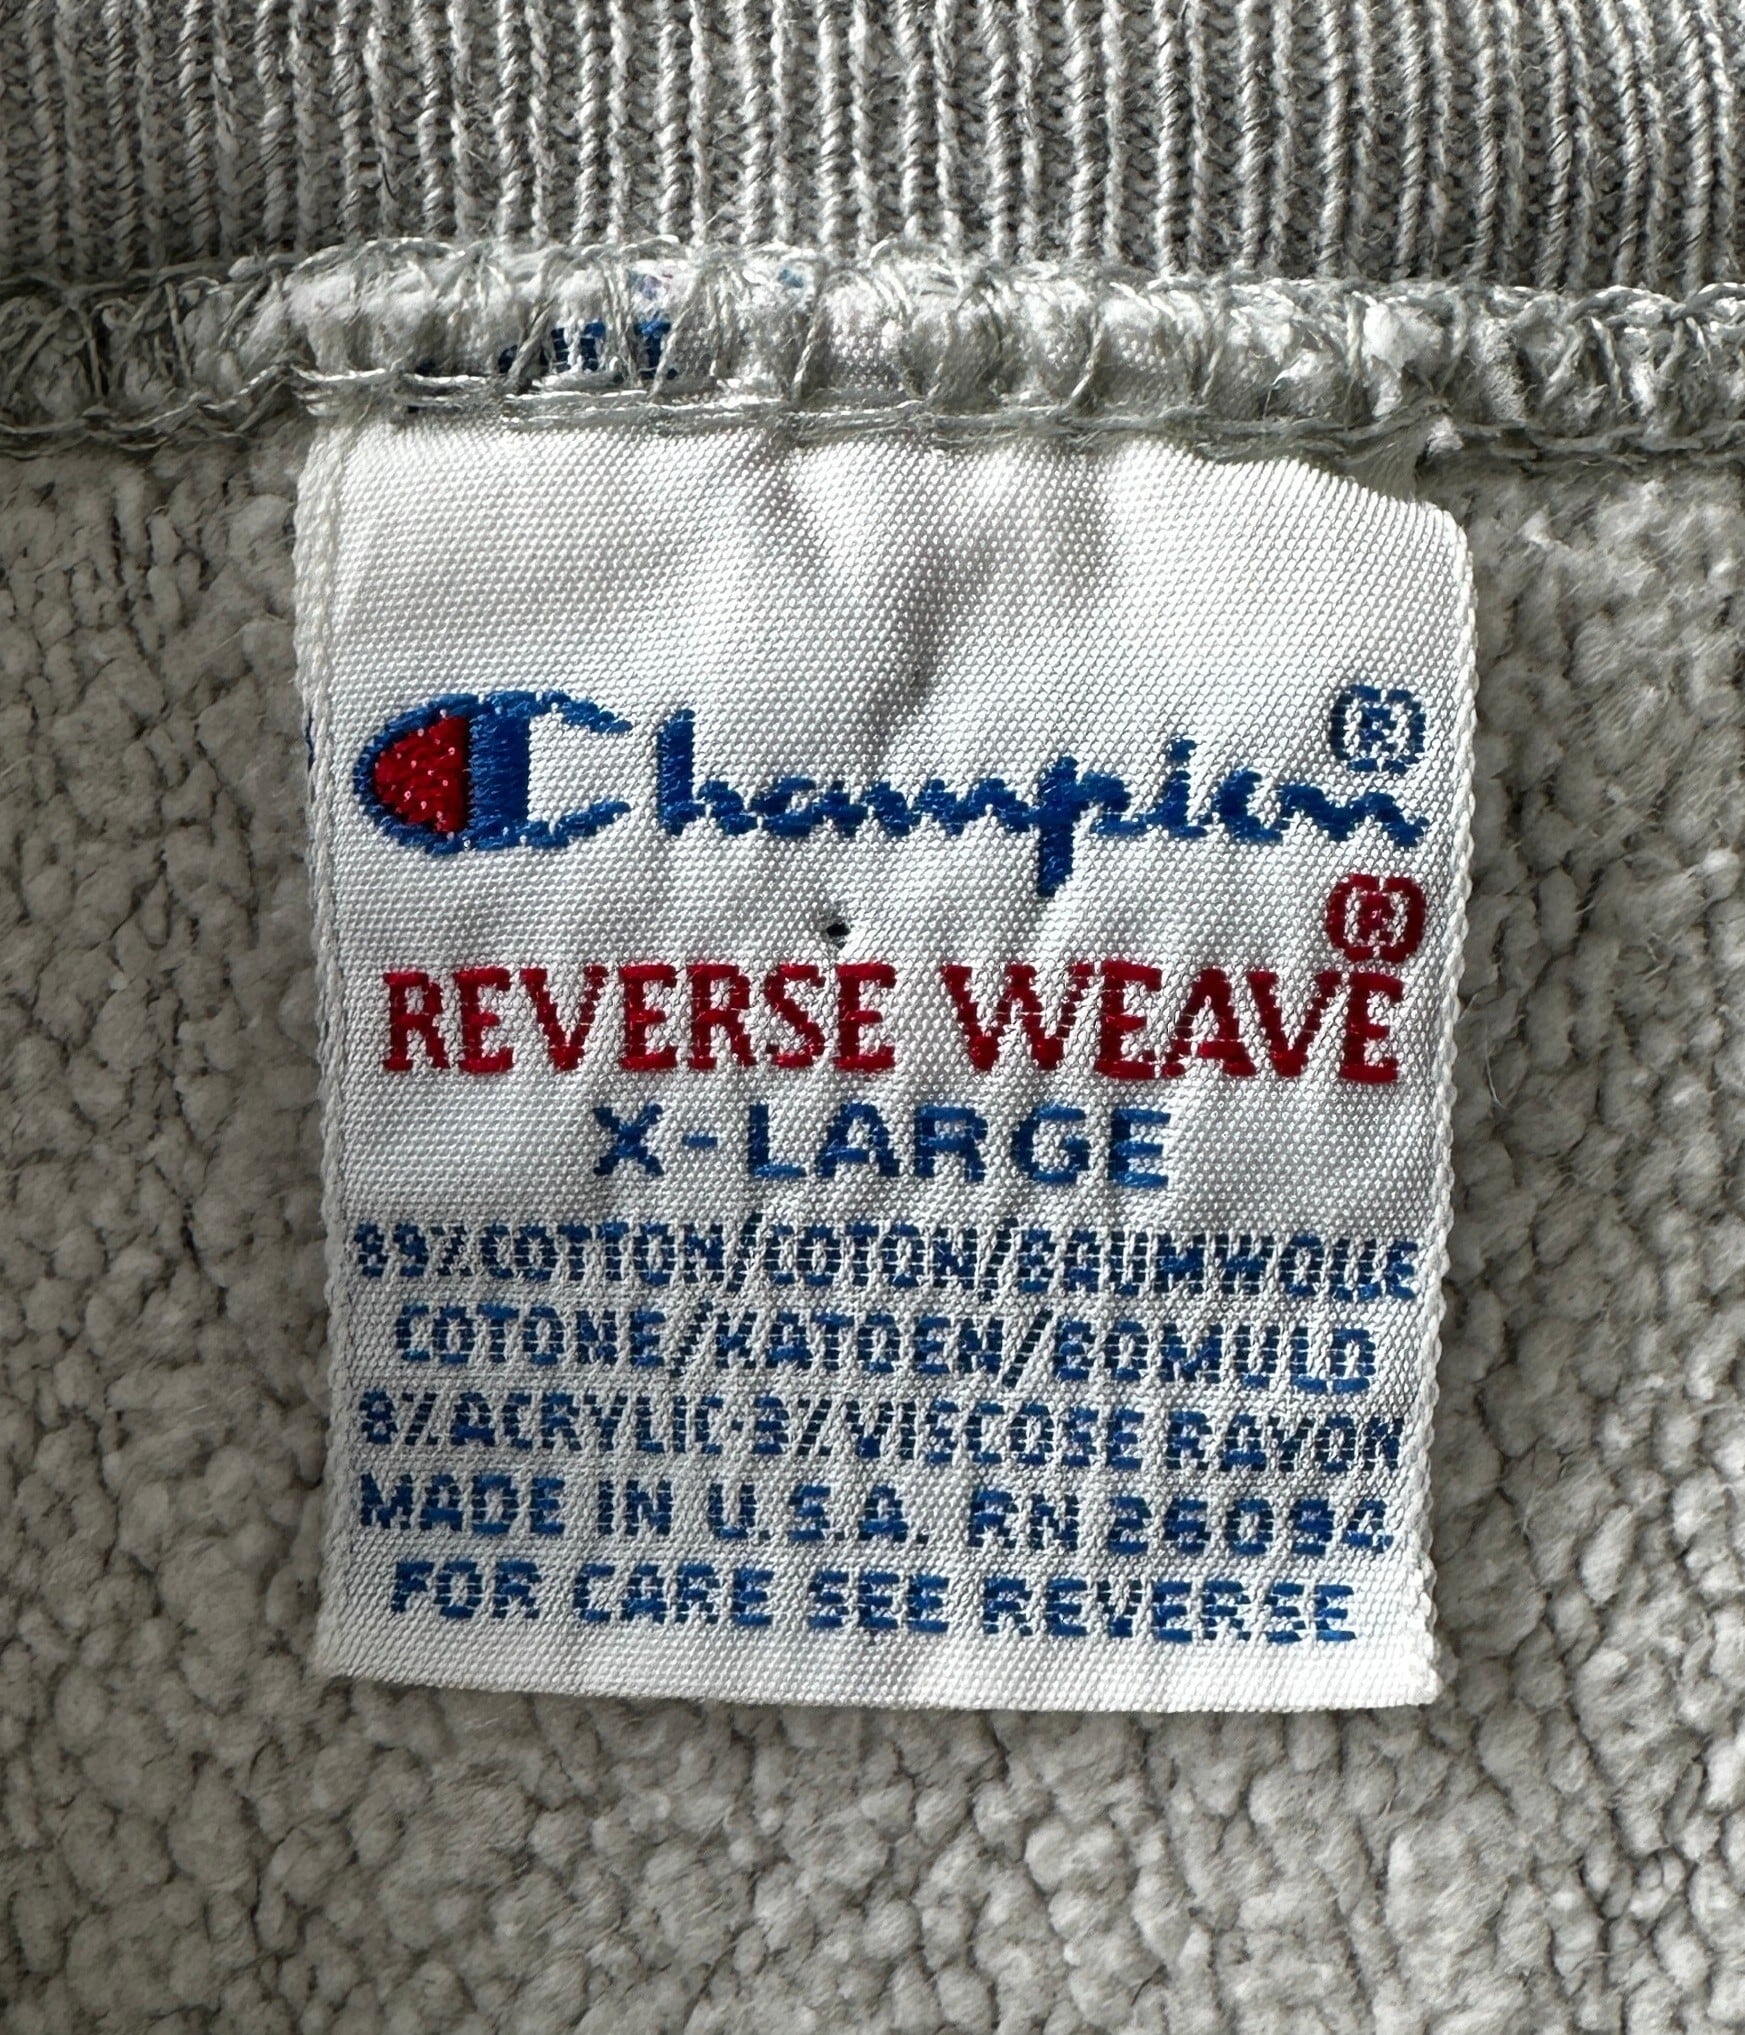 Champion®
REVERSE WEAVE®
X-LARGE
89% COTTON/COTON/BAUMWOLLE
COTONE/KATOEN/BOMULD
8% ACRYLIC·3% VISCOSE RAYON
MADE IN U.S.A. RN 26094
FOR CARE SEE REVERSE